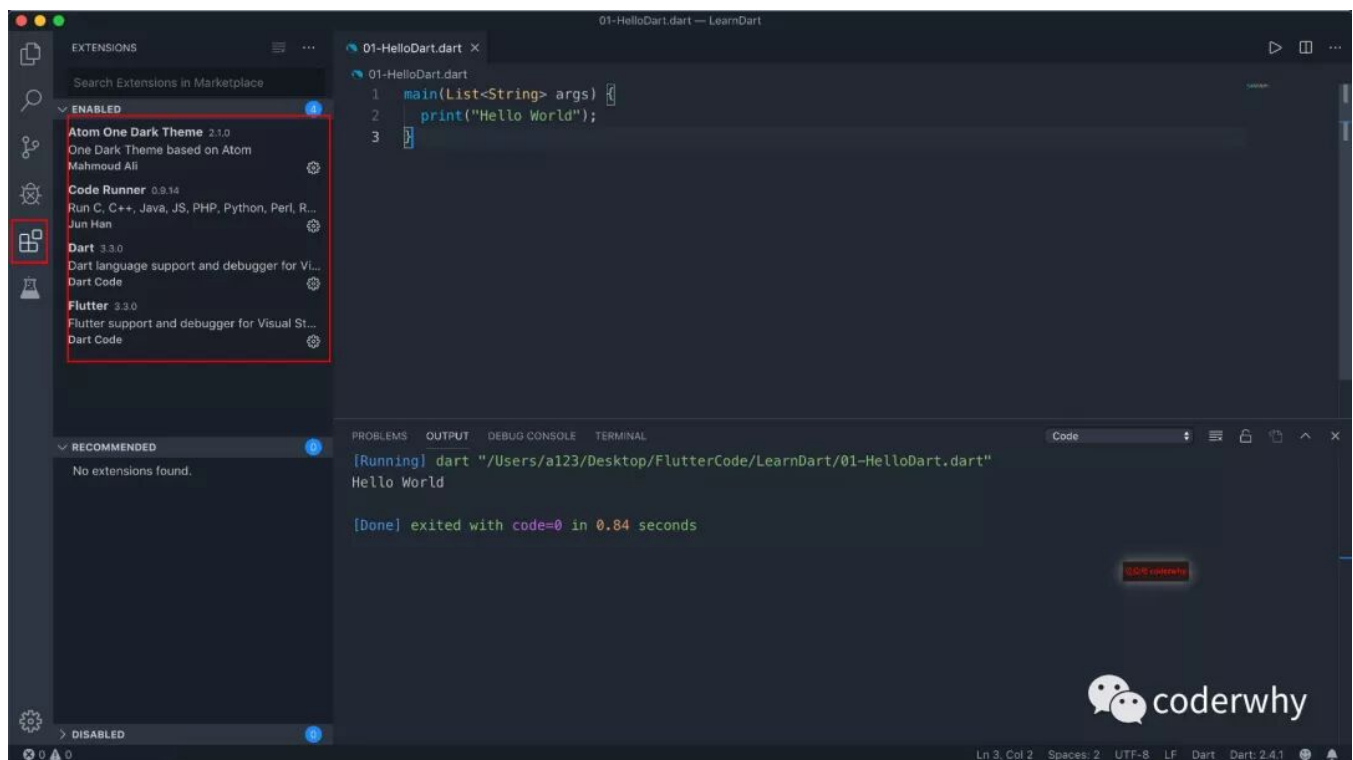 01-HelloDart.dart — LearnDart
EXTENSIONS
Search Extensions in Marketplace
ENABLED
4
Atom One Dark Theme 2.1.0
One Dark Theme based on Atom
Mahmoud Ali
Code Runner 0.9.14
Run C, C++, Java, JS, PHP, Python, Perl, R...
Jun Han
Dart 3.3.0
Dart language support and debugger for Vi...
Dart Code
Flutter 3.3.0
Flutter support and debugger for Visual St...
Dart Code
RECOMMENDED
0
No extensions found.
DISABLED
0
01-HelloDart.dart
01-HelloDart.dart
1 main(List<String> args) {
2 print("Hello World");
3 }
PROBLEMS OUTPUT DEBUG CONSOLE TERMINAL
Code
[Running] dart "/Users/a123/Desktop/FlutterCode/LearnDart/01-HelloDart.dart"
Hello World
[Done] exited with code=0 in 0.84 seconds
coderwhy
coderwhy
0 0
Ln 3, Col 2 Spaces: 2 UTF-8 LF Dart Dart: 2.4.1